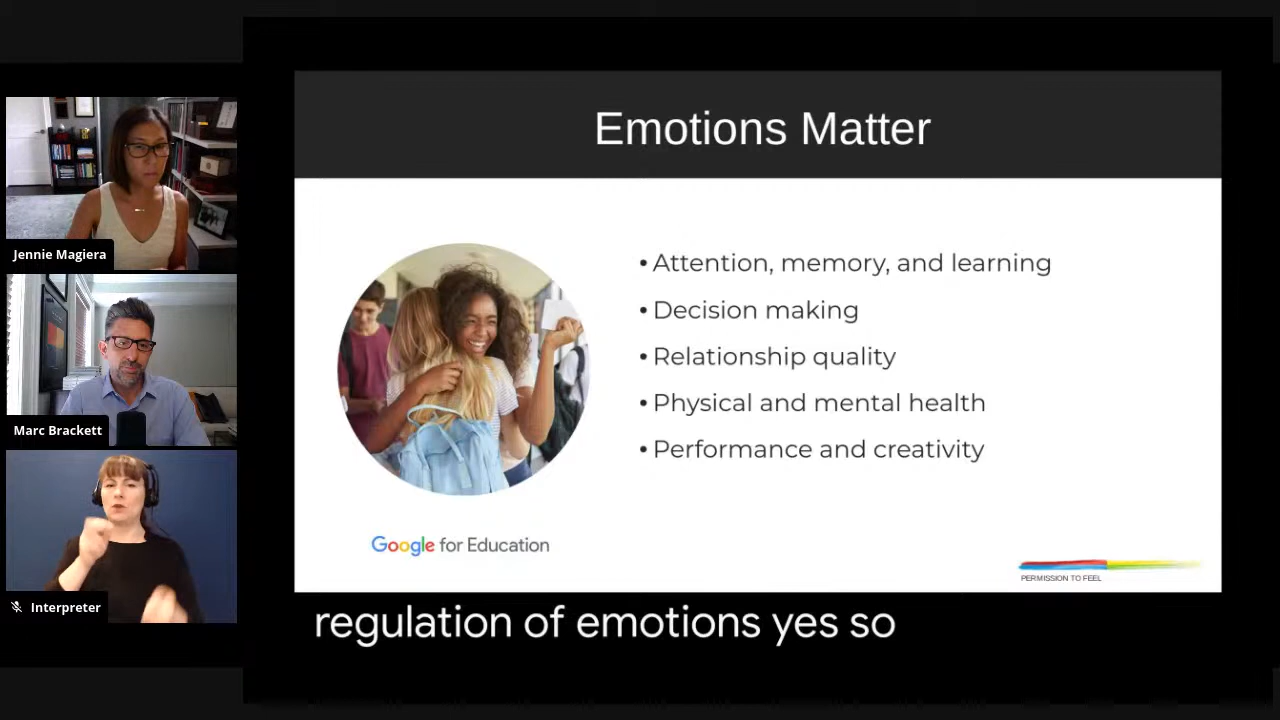 Jennie Magiera
Marc Brackett
Interpreter
Emotions Matter
• Attention, memory, and learning
• Decision making
• Relationship quality
• Physical and mental health
• Performance and creativity
Google for Education
PERMISSION TO FEEL
regulation of emotions yes so